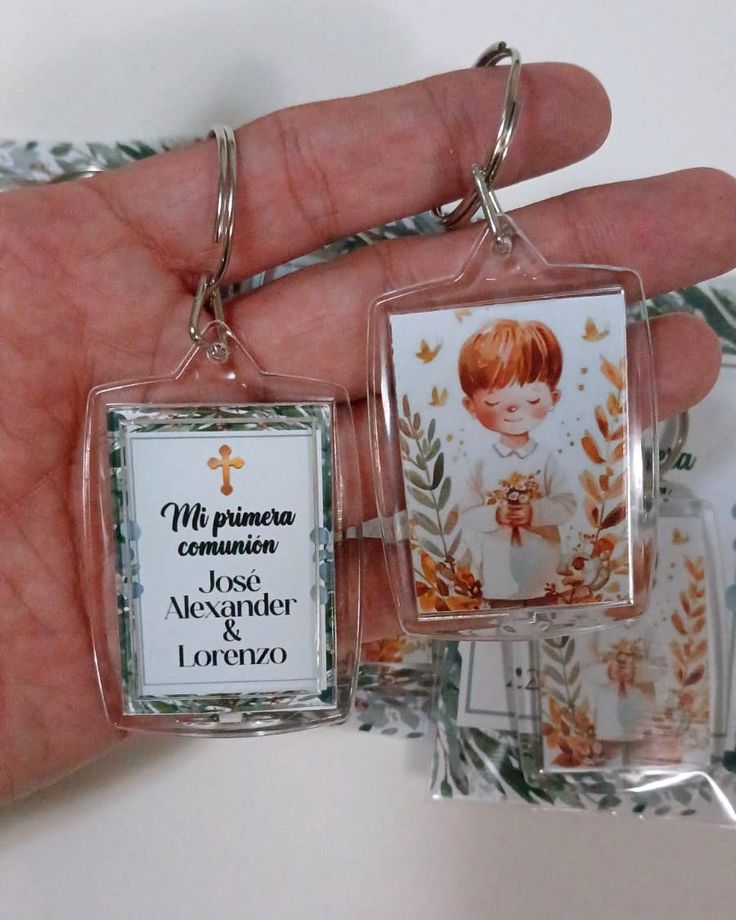 Mi primera
comunión
José
Alexander
&
Lorenzo